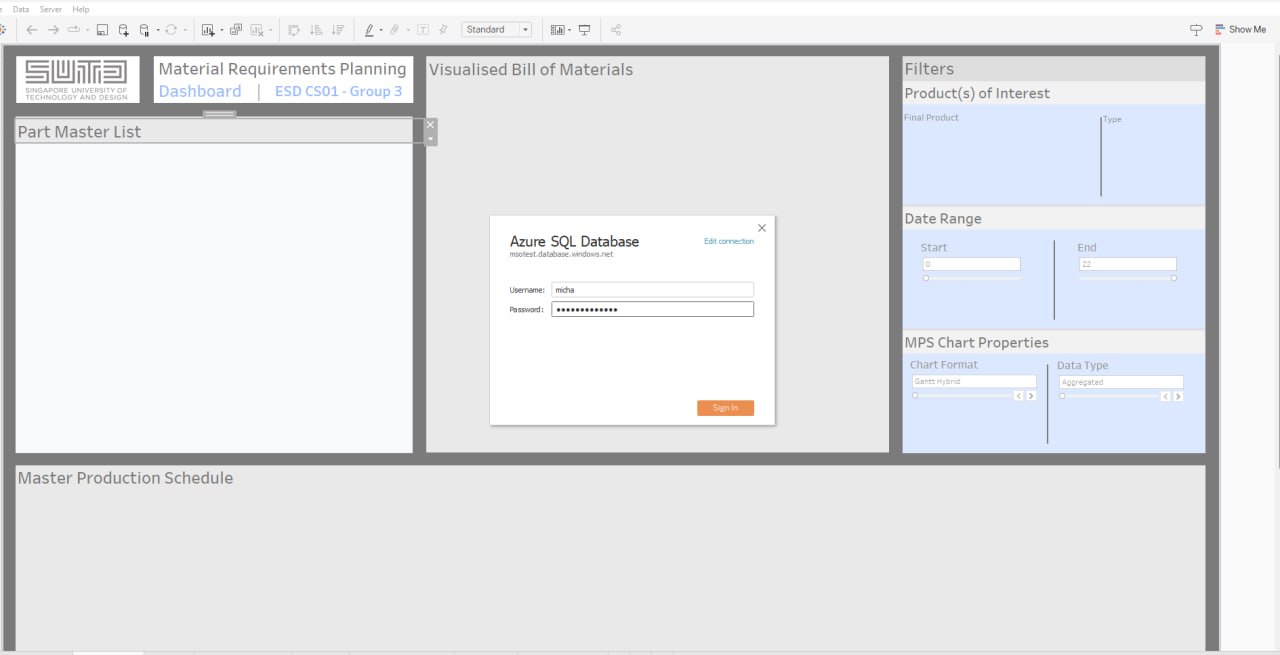 Data Server Help
Standard
Show Me
SUTD
SINGAPORE UNIVERSITY OF
TECHNOLOGY AND DESIGN
Material Requirements Planning
Dashboard | ESD CS01 - Group 3
Part Master List
Visualised Bill of Materials
Azure SQL Database
Edit connection
msotest.database.windows.net
Username: micha
Password: •••••••••••••
Sign In
Filters
Product(s) of Interest
Final Product
Type
Date Range
Start
End
0
22
MPS Chart Properties
Chart Format
Data Type
Gantt Hybrid
Aggregated
Master Production Schedule